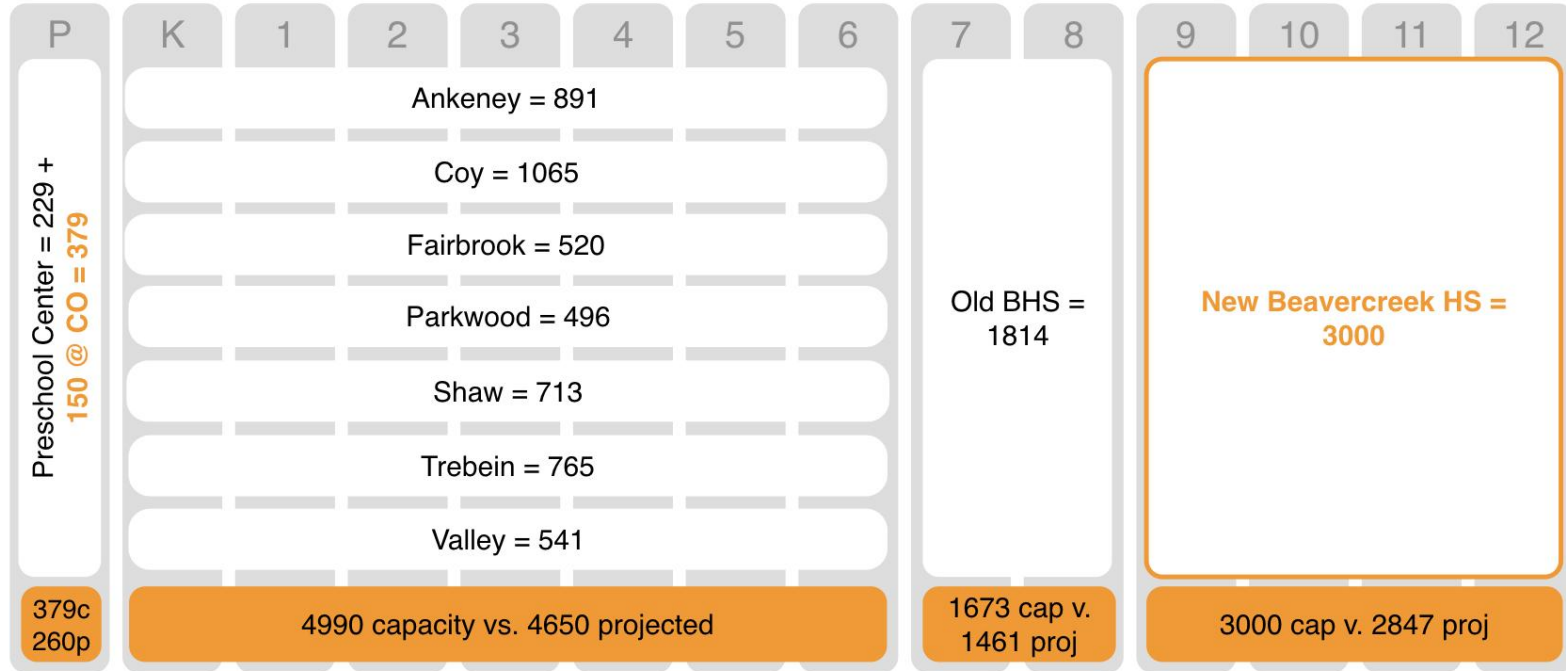 P K 1 2 3 4 5 6 7 8 9 10 11 12
Preschool Center = 229 +
150 @ CO = 379
Ankeney = 891
Coy = 1065
Fairbrook = 520
Parkwood = 496
Shaw = 713
Trebein = 765
Valley = 541
Old BHS =
1814
New Beavercreek HS =
3000
379c
260p
4990 capacity vs. 4650 projected
1673 cap v.
1461 proj
3000 cap v. 2847 proj